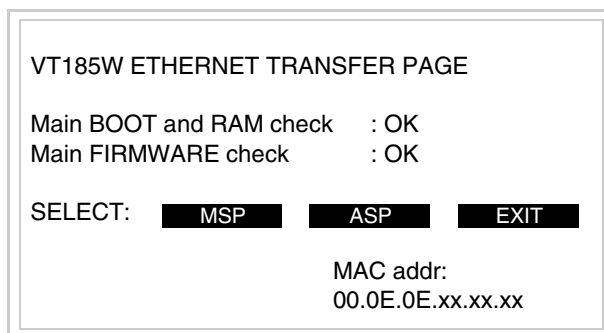 VT185W ETHERNET TRANSFER PAGE
Main BOOT and RAM check : OK
Main FIRMWARE check : OK
SELECT: MSP ASP EXIT
MAC addr:
00.0E.0E.xx.xx.xx